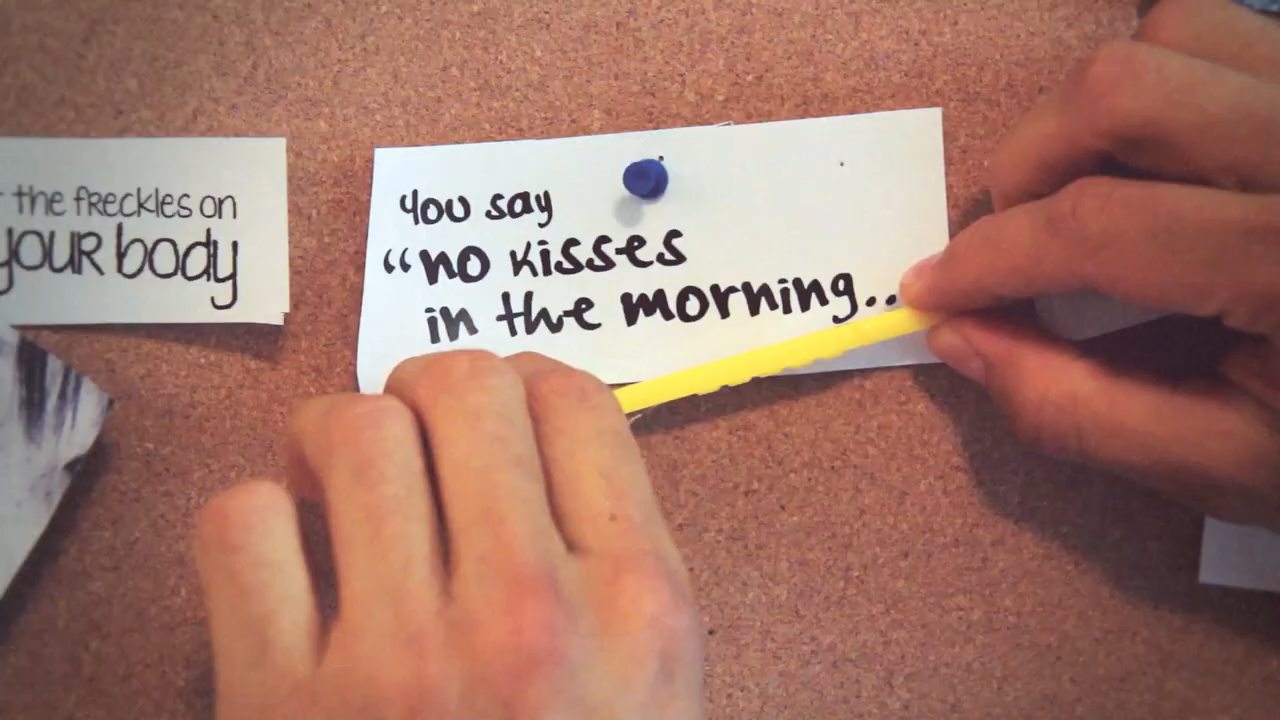 the freckles on
your body
You say
“no kisses
in the morning..